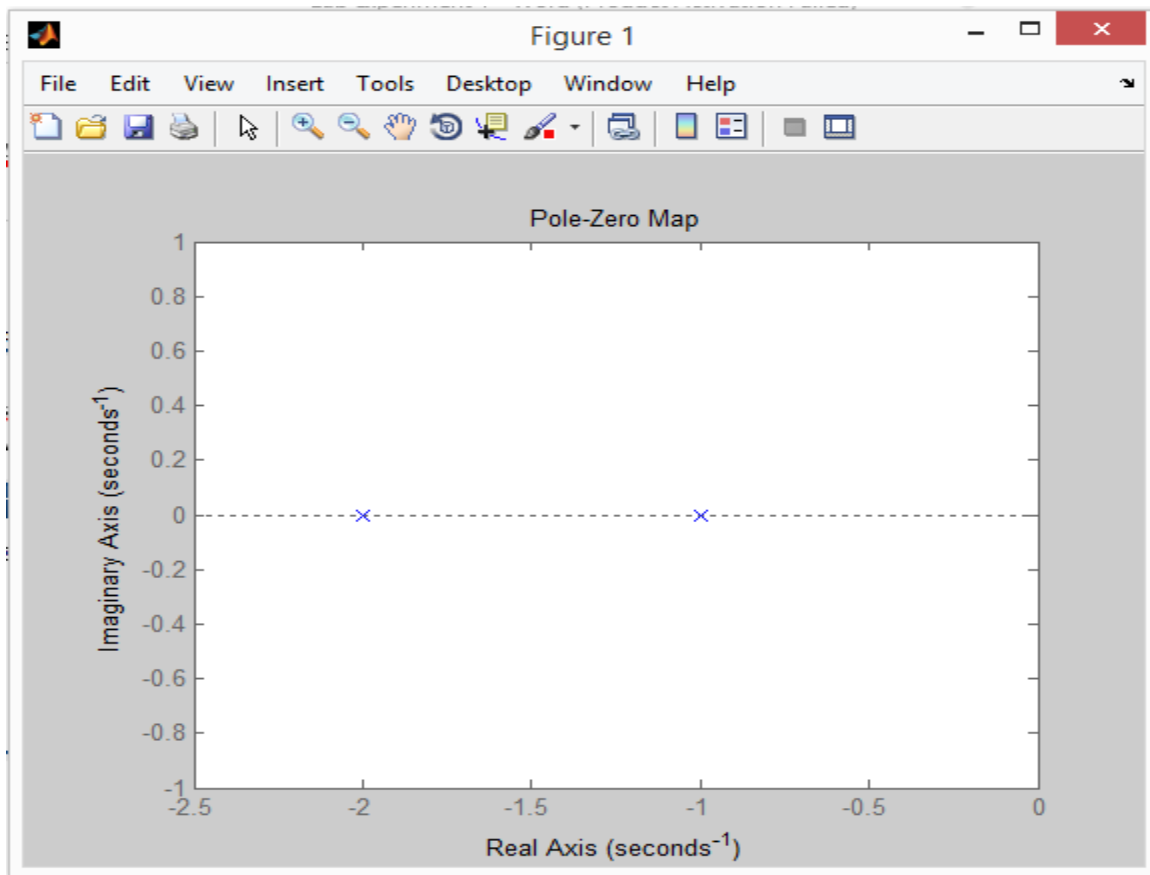 Figure 1
File Edit View Insert Tools Desktop Window Help
Pole-Zero Map
1
0.8
0.6
0.4
0.2
0
-0.2
-0.4
-0.6
-0.8
-1
Imaginary Axis (seconds⁻¹)
-2.5 -2 -1.5 -1 -0.5 0
Real Axis (seconds⁻¹)